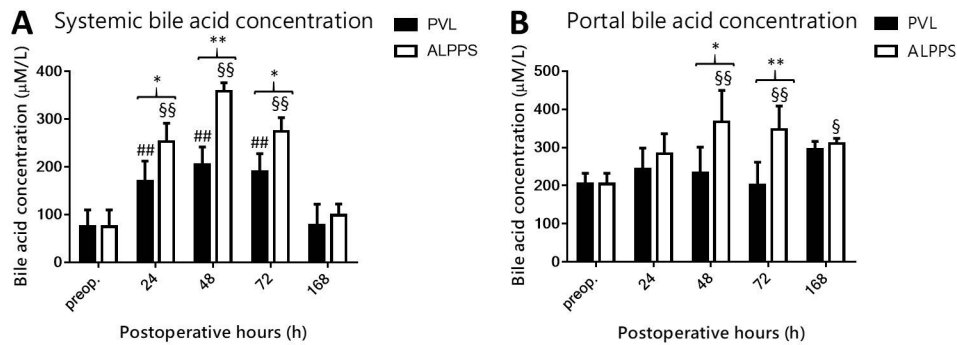 A Systemic bile acid concentration
PVL
ALPPS
Bile acid concentration (μM/L)
400
300
200
100
0
**
*
*
§§
§§
§§
##
##
##
preop.
24
48
72
168
Postoperative hours (h)
B Portal bile acid concentration
PVL
ALPPS
Bile acid concentration (μM/L)
500
400
300
200
100
0
*
**
§§
§§
§
preop.
24
48
72
168
Postoperative hours (h)